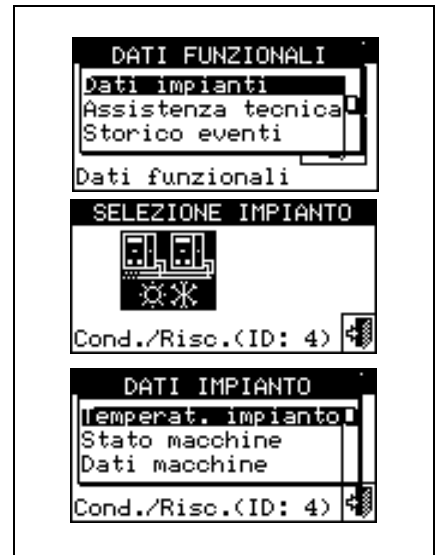 DATI FUNZIONALI
Dati impianti
Assistenza tecnica
Storico eventi
Dati funzionali
SELEZIONE IMPIANTO
Cond./Risc.(ID: 4)
DATI IMPIANTO
Temperat. impianto
Stato macchine
Dati macchine
Cond./Risc.(ID: 4)